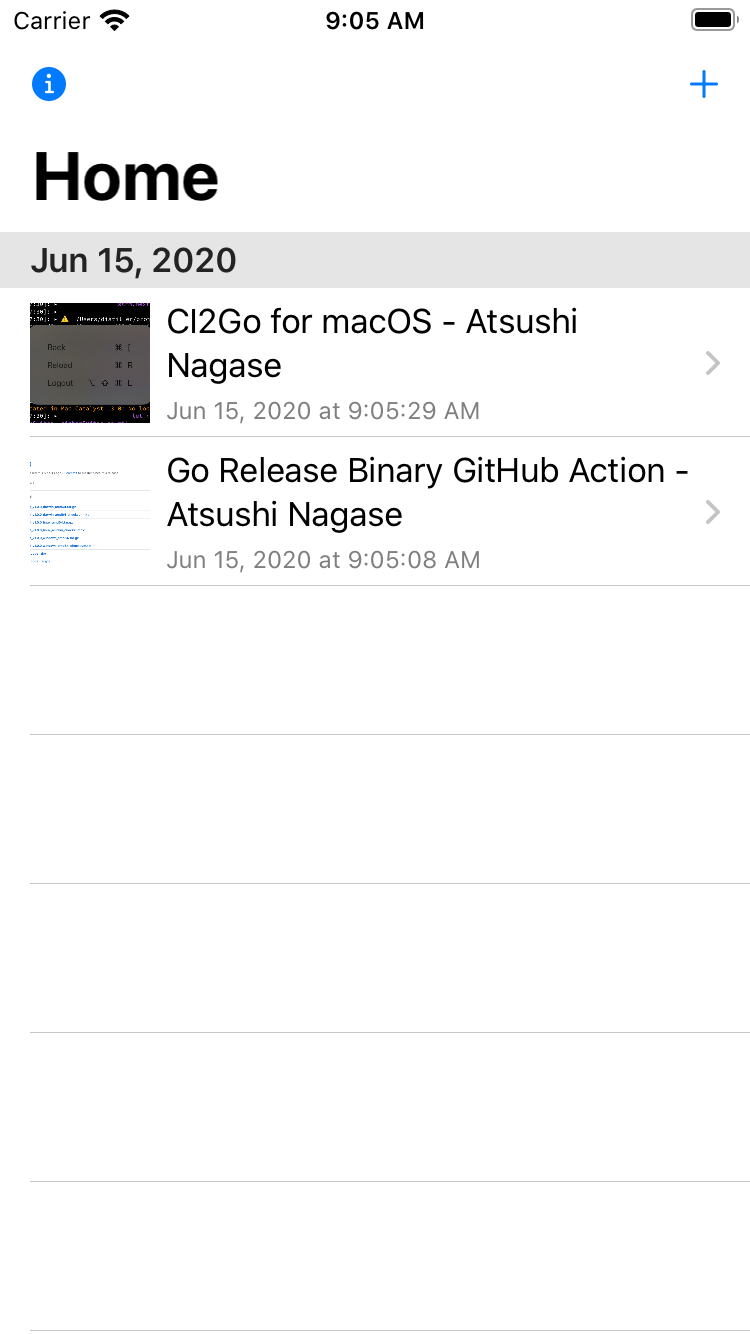 Carrier 9:05 AM
Home
Jun 15, 2020
CI2Go for macOS - Atsushi
Nagase
Jun 15, 2020 at 9:05:29 AM
Back ⌘ [
Reload ⌘ R
Logout ⌥ ⇧ ⌘ L
Go Release Binary GitHub Action -
Atsushi Nagase
Jun 15, 2020 at 9:05:08 AM